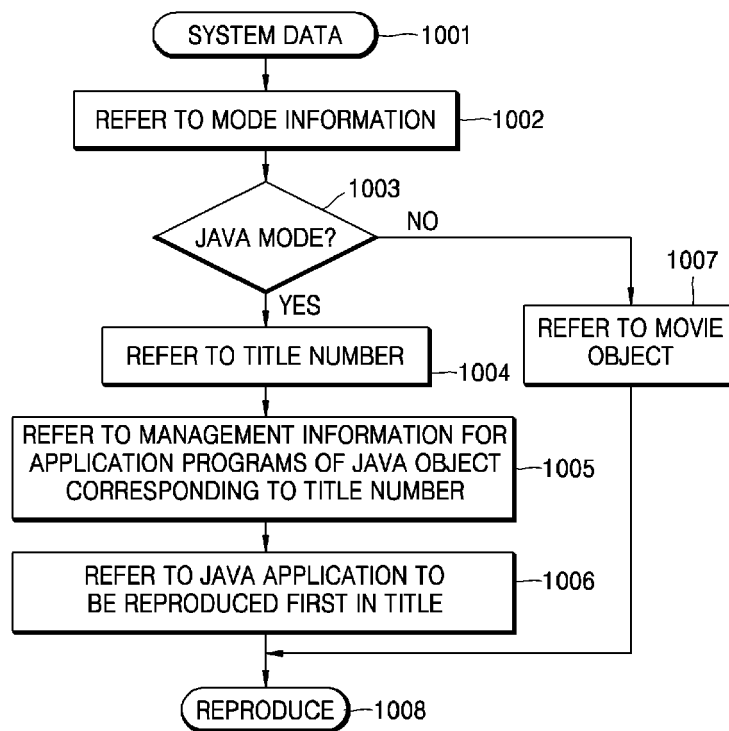 SYSTEM DATA
1001
REFER TO MODE INFORMATION
1002
1003
JAVA MODE?
NO
YES
1007
REFER TO MOVIE
OBJECT
REFER TO TITLE NUMBER
1004
REFER TO MANAGEMENT INFORMATION FOR
APPLICATION PROGRAMS OF JAVA OBJECT
CORRESPONDING TO TITLE NUMBER
1005
REFER TO JAVA APPLICATION TO
BE REPRODUCED FIRST IN TITLE
1006
REPRODUCE
1008